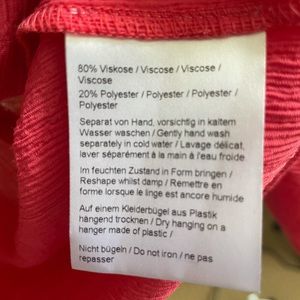 80% Viskose / Viscose / Viscose /
Viscose
20% Polyester / Polyester / Polyester /
Polyester
Separat von Hand, vorsichtig in kaltem
Wasser waschen / Gently hand wash
separately in cold water / Lavage délicat,
laver séparément à la main à l'eau froide
Im feuchten Zustand in Form bringen /
Reshape whilst damp / Remettre en
forme lorsque le linge est encore humide
Auf einem Kleiderbügel aus Plastik
hängend trocknen / Dry hanging on a
hanger made of plastic /
Nicht bügeln / Do not iron / ne pas
repasser